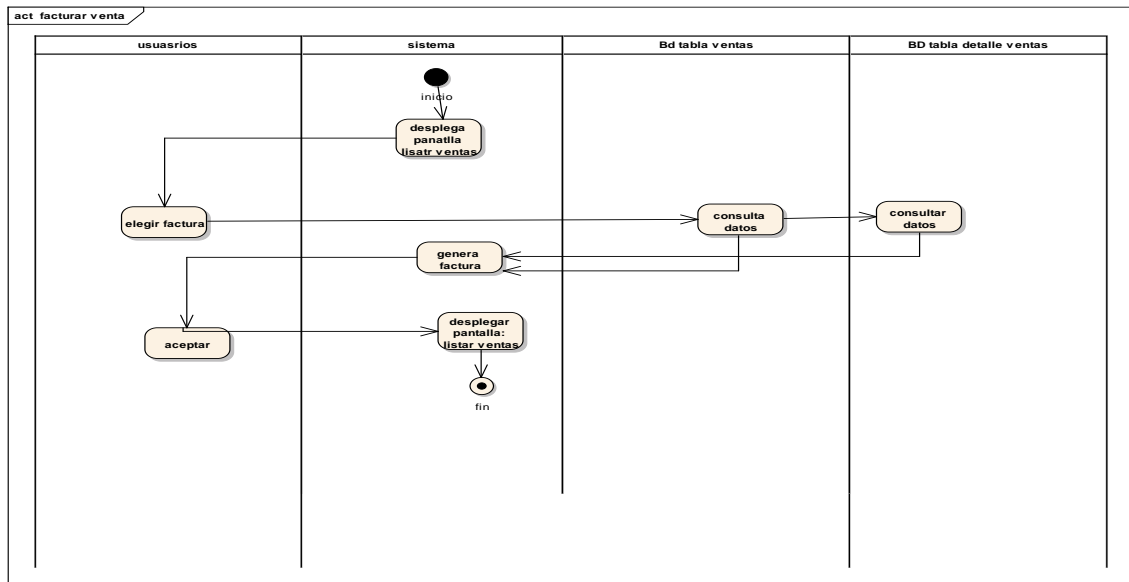 act facturar venta
usuasrios
sistema
Bd tabla ventas
BD tabla detalle ventas
inicio
desplega
panatlla
lisatr ventas
elegir factura
consulta
datos
consultar
datos
genera
factura
aceptar
desplegar
pantalla:
listar ventas
fin